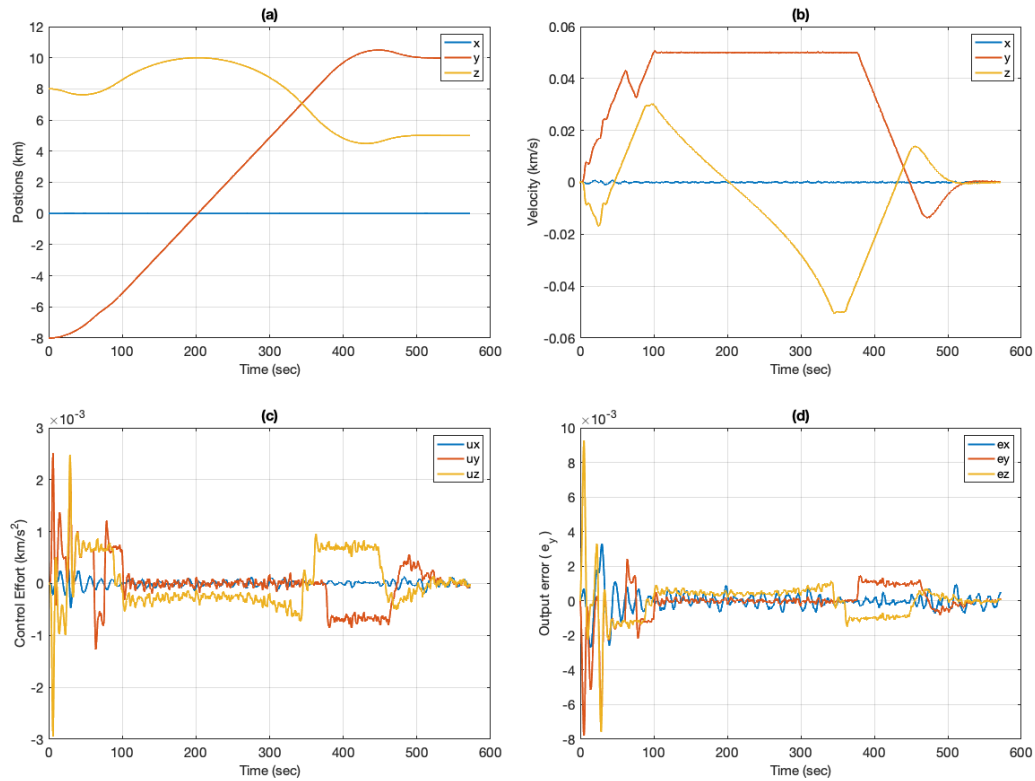 (a)
12
10
8
6
4
2
0
-2
-4
-6
-8
Postions (km)
x
y
z
0 100 200 300 400 500 600
Time (sec)
(b)
0.06
0.04
0.02
0
-0.02
-0.04
-0.06
Velocity (km/s)
x
y
z
0 100 200 300 400 500 600
Time (sec)
(c)
×10⁻³
3
2
1
0
-1
-2
-3
Control Effort (km/s²)
ux
uy
uz
0 100 200 300 400 500 600
Time (sec)
(d)
×10⁻³
10
8
6
4
2
0
-2
-4
-6
-8
Output error ( e_y )
ex
ey
ez
0 100 200 300 400 500 600
Time (sec)